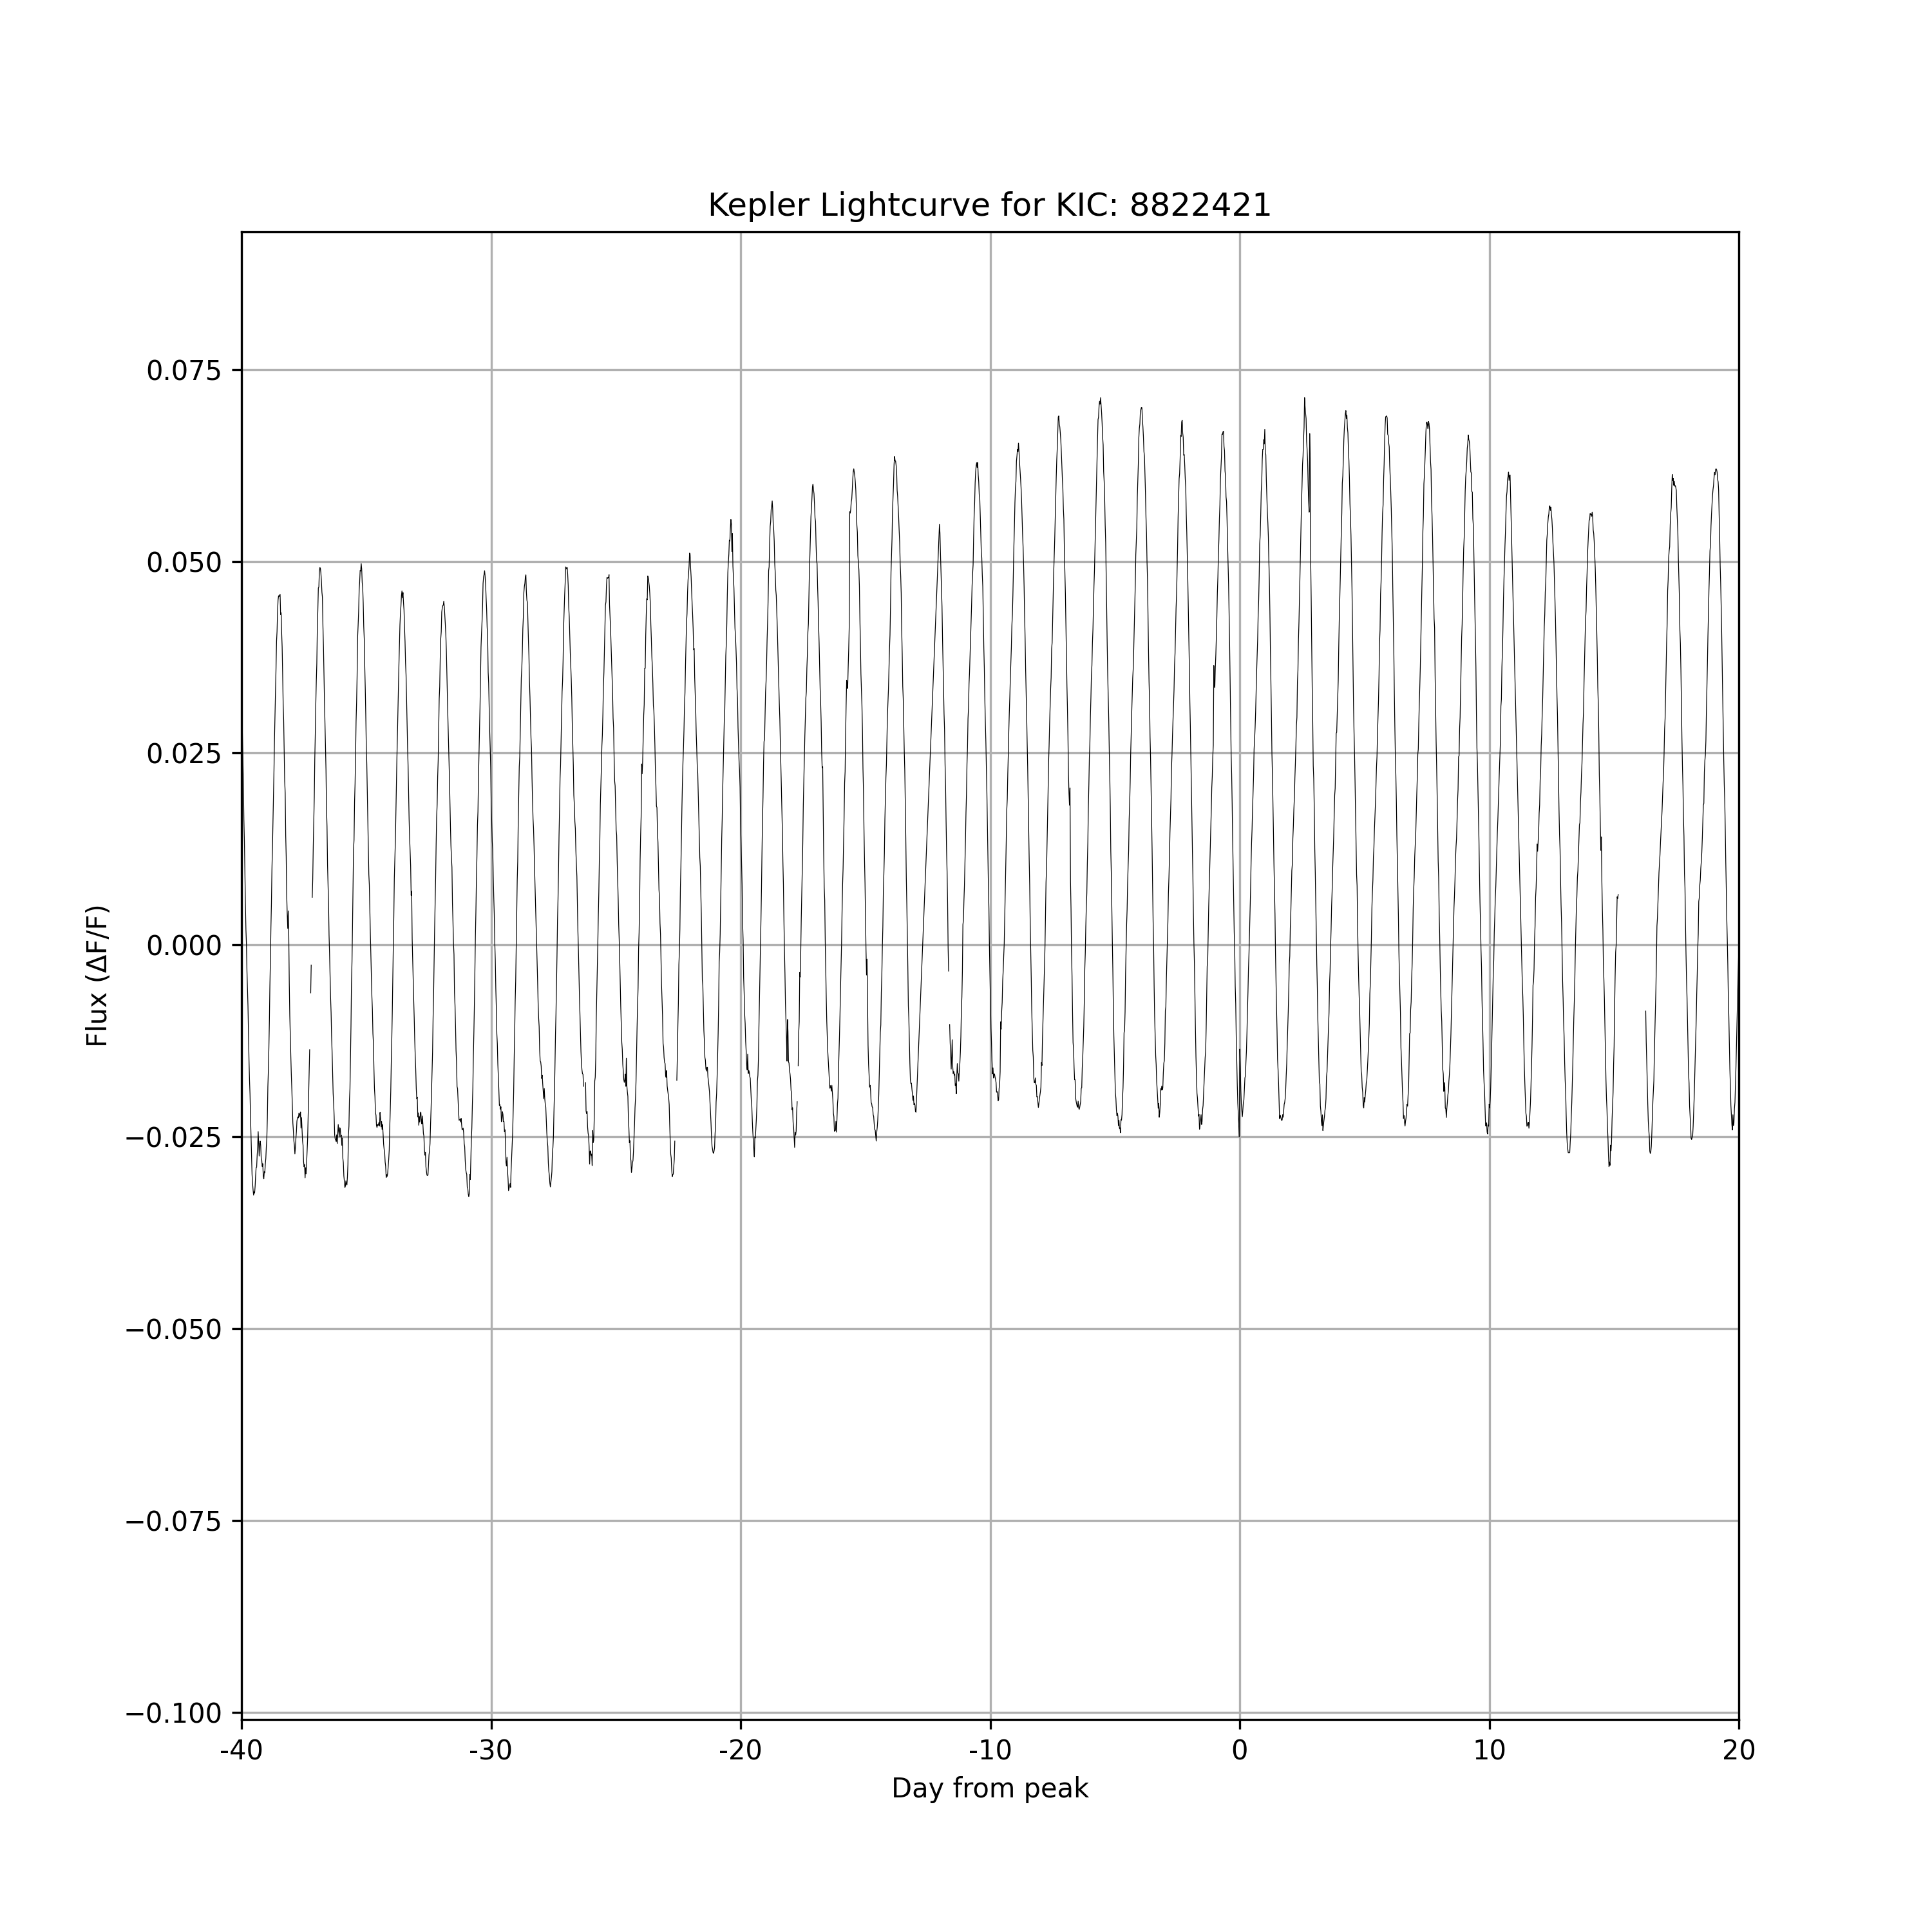 Kepler Lightcurve for KIC: 8822421
0.075
0.050
0.025
0.000
−0.025
−0.050
−0.075
−0.100
Flux (ΔF/F)
-40 -30 -20 -10 0 10 20
Day from peak